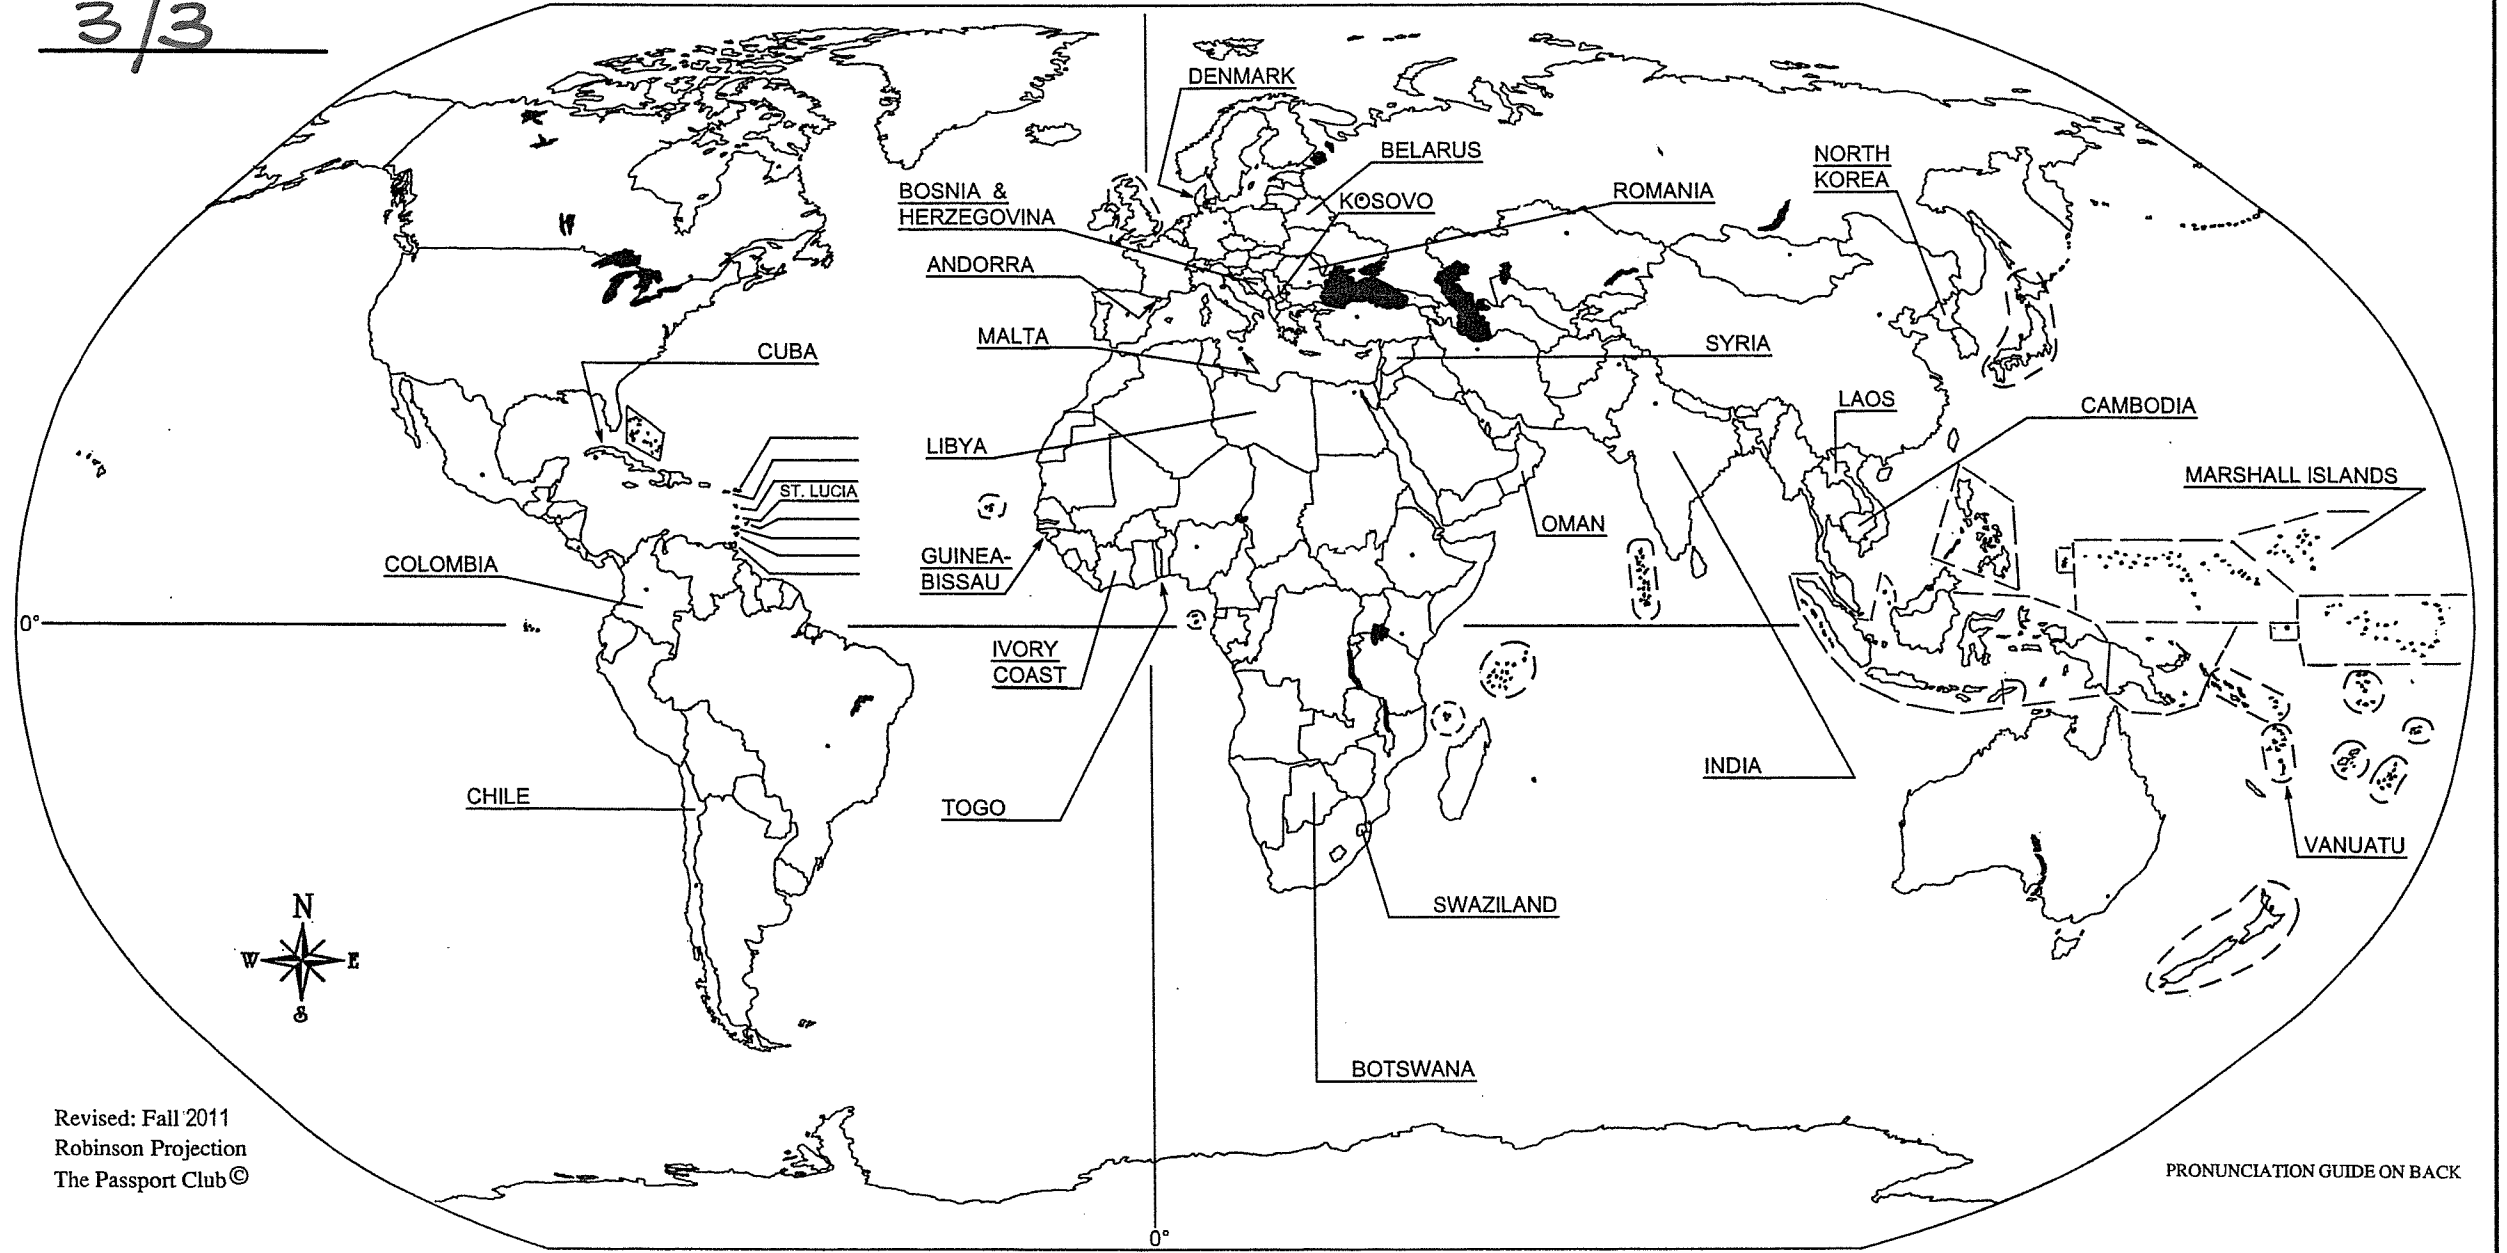 3/3
DENMARK
BELARUS
NORTH
KOREA
BOSNIA &
HERZEGOVINA
KOSOVO
ROMANIA
ANDORRA
MALTA
SYRIA
CUBA
LAOS
CAMBODIA
LIBYA
MARSHALL ISLANDS
ST. LUCIA
OMAN
GUINEA-
BISSAU
COLOMBIA
0°
IVORY
COAST
INDIA
CHILE
TOGO
VANUATU
SWAZILAND
N
W
E
S
BOTSWANA
Revised: Fall 2011
Robinson Projection
The Passport Club©
PRONUNCIATION GUIDE ON BACK
0°